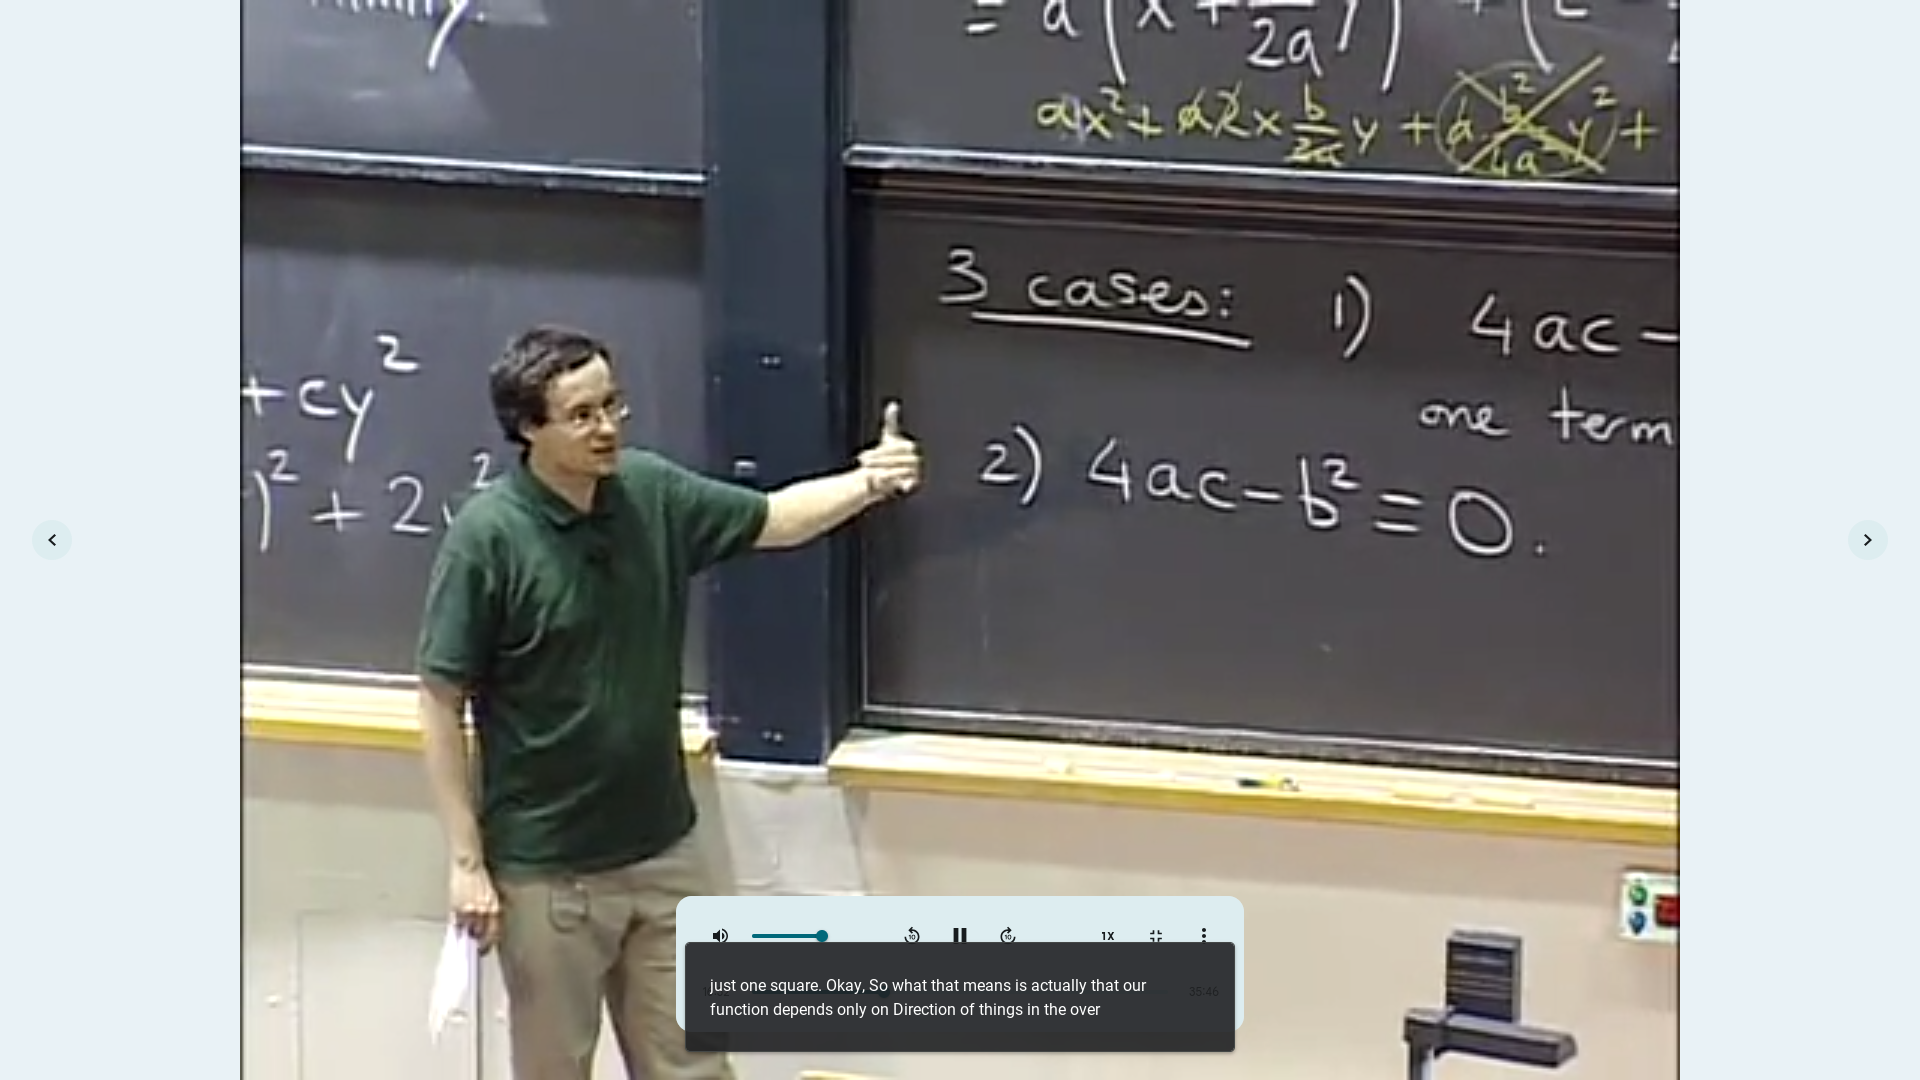 = a(x + 2a y) + (c
ax² + a2x b/2a y + a b²/4a² y² +
3 cases: 1) 4ac -
one term
2) 4ac - b² = 0.
+ cy²
)² + 2y²
1X
35:46
just one square. Okay, So what that means is actually that our
function depends only on Direction of things in the over